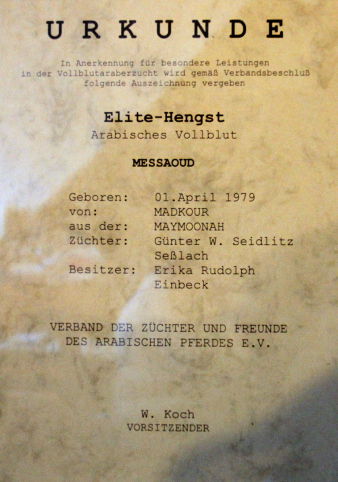 URKUNDE
In Anerkennung für besondere Leistungen
in der Vollblutaraberzucht wird gemäß Verbandsbeschluß
folgende Auszeichnung vergeben
Elite-Hengst
Arabisches Vollblut
MESSAOUD
Geboren: 01.April 1979
von: MADKOUR
aus der: MAYMOONAH
Züchter: Günter W. Seidlitz
Seßlach
Besitzer: Erika Rudolph
Einbeck
VERBAND DER ZÜCHTER UND FREUNDE
DES ARABISCHEN PFERDES E.V.
W. Koch
VORSITZENDER